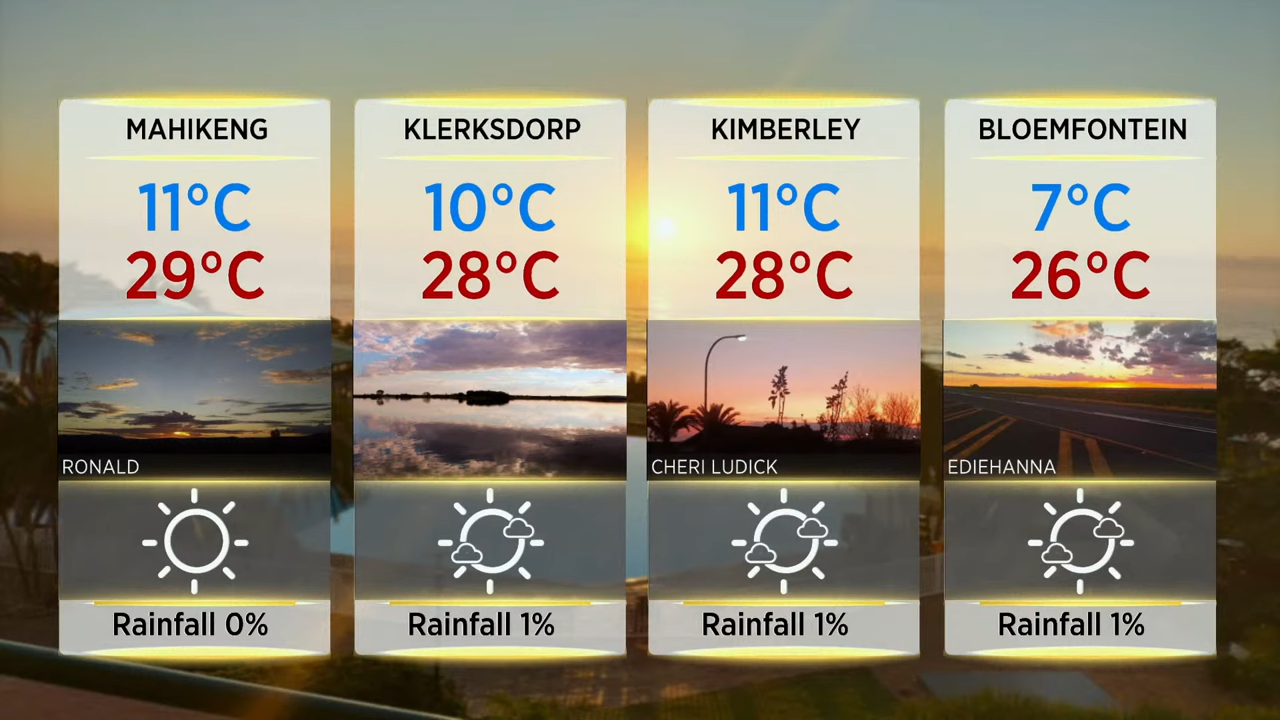 MAHIKENG
11°C
29°C
RONALD
Rainfall 0%
KLERKSDORP
10°C
28°C
Rainfall 1%
KIMBERLEY
11°C
28°C
CHERI LUDICK
Rainfall 1%
BLOEMFONTEIN
7°C
26°C
EDIEHANNA
Rainfall 1%